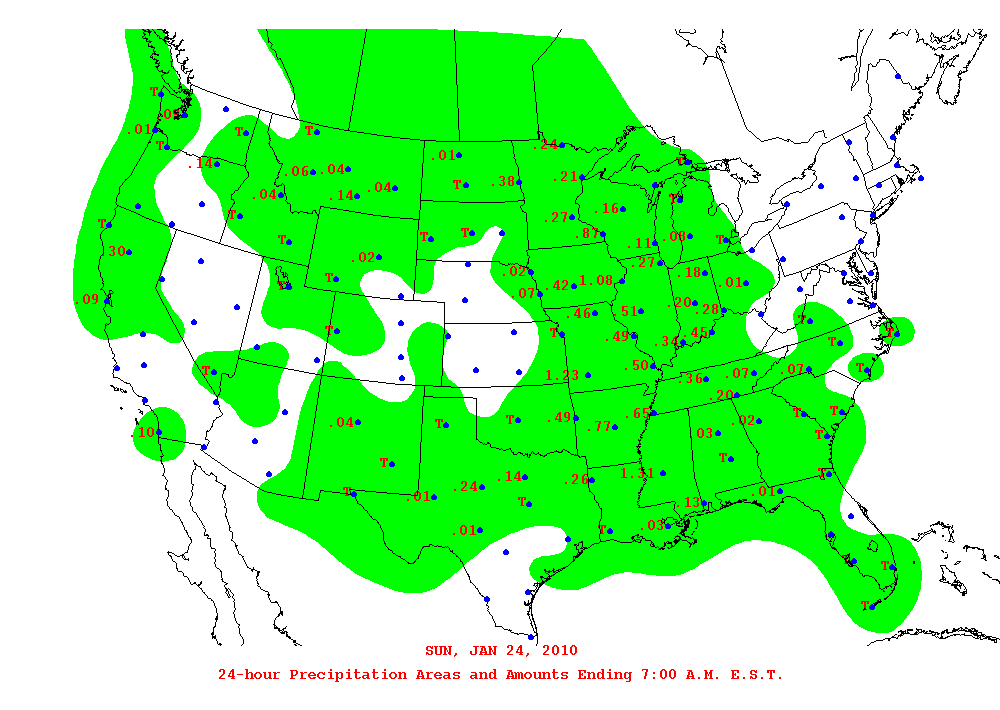 T
.05
.01
T
T
T
.24
.01
T
.14
.06
.04
.04
.14
.04
T
.38
.21
T
T
.16
.27
T
.30
T
T
T
.87
.11
.08
T
.02
.27
T
T
.02
.42
1.08
.18
.01
.09
.07
.20
.28
.46
.51
T
T
T
T
.49
.34
.45
T
T
.50
1.23
.36
.07
.07
T
.20
.10
.04
T
T
.49
.77
.65
.03
.02
T
T
T
T
T
.01
.24
.14
T
.26
1.31
T
.13
.01
.01
T
.03
T
T
SUN, JAN 24, 2010
24-hour Precipitation Areas and Amounts Ending 7:00 A.M. E.S.T.